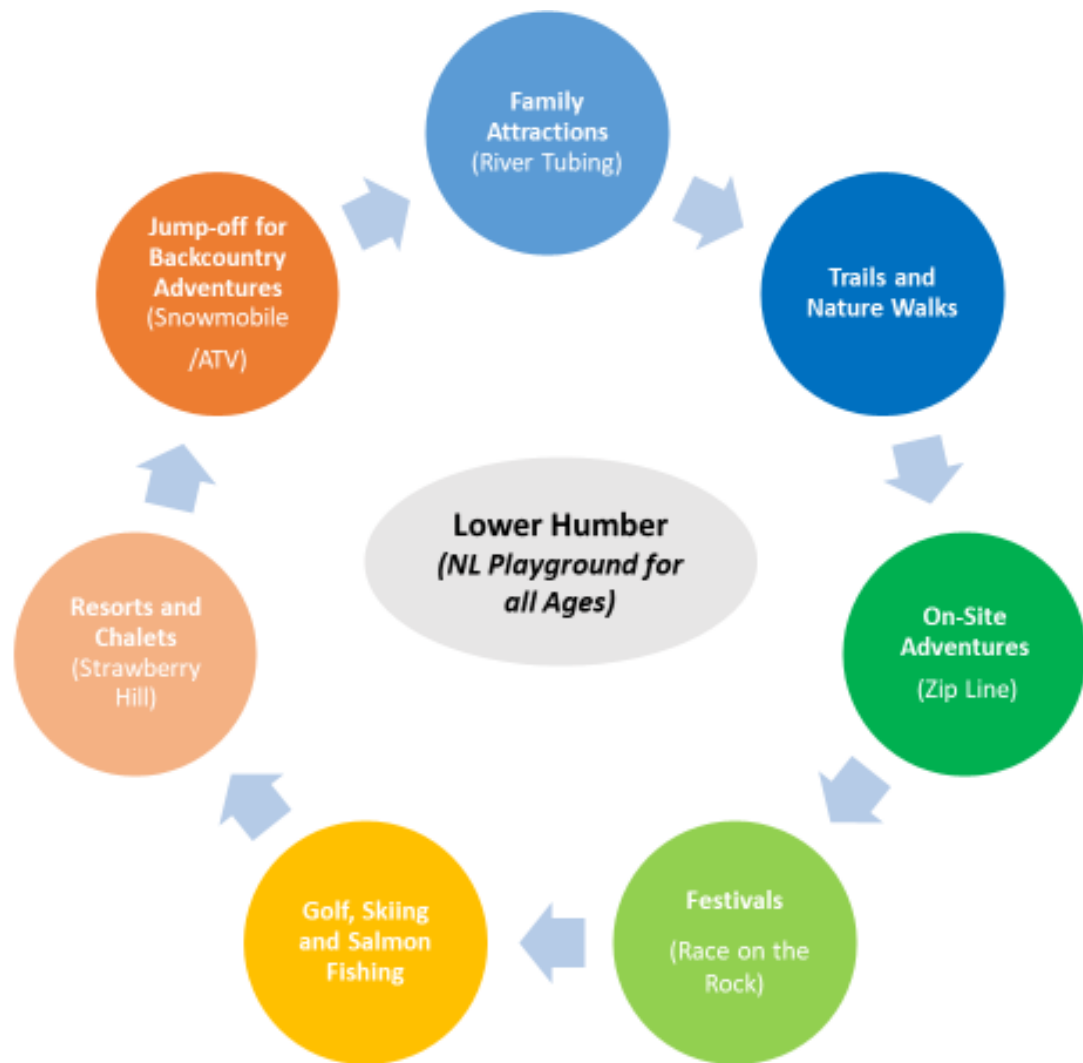 Family
Attractions
(River Tubing)
Trails and
Nature Walks
On-Site
Adventures
(Zip Line)
Festivals
(Race on the
Rock)
Golf, Skiing
and Salmon
Fishing
Resorts and
Chalets
(Strawberry
Hill)
Jump-off for
Backcountry
Adventures
(Snowmobile
/ATV)
Lower Humber
(NL Playground for
all Ages)